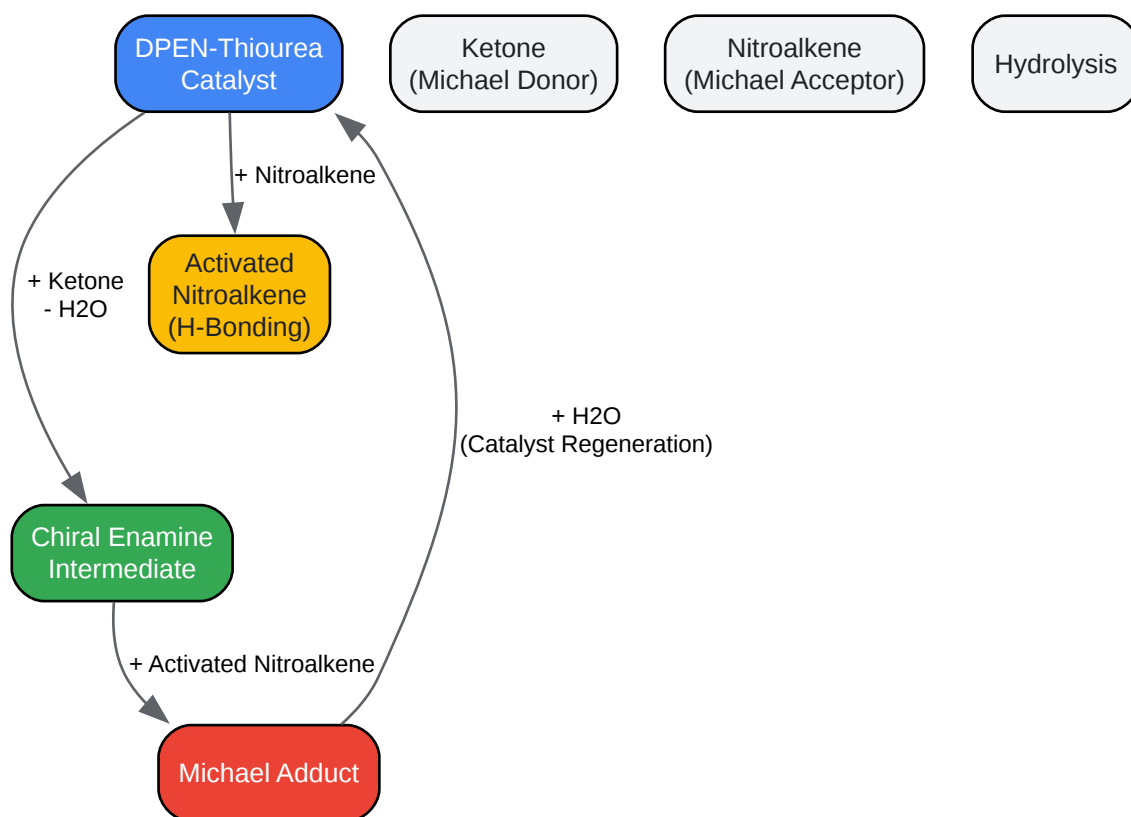 DPEN-Thiourea
Catalyst
Ketone
(Michael Donor)
Nitroalkene
(Michael Acceptor)
Hydrolysis
+ Nitroalkene
Activated
Nitroalkene
(H-Bonding)
+ Ketone
- H2O
+ H2O
(Catalyst Regeneration)
Chiral Enamine
Intermediate
+ Activated Nitroalkene
Michael Adduct